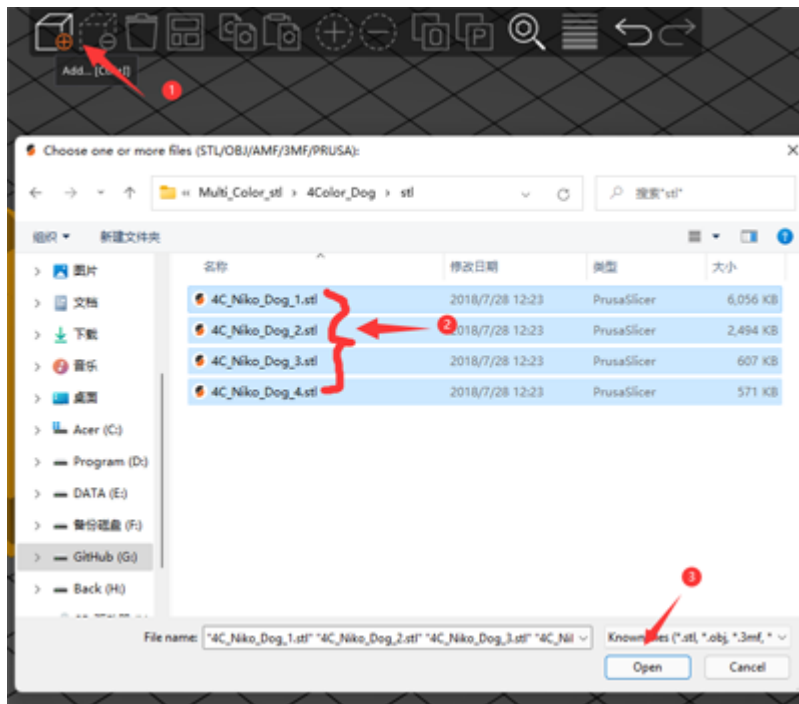 Add... [Ctrl+I]
1
Choose one or more files (STL/OBJ/AMF/3MF/PRUSA):
« Multi_Color_stl › 4Color_Dog › stl
搜索"stl"
组织 新建文件夹
名称 修改日期 类型 大小
图片
文档
下载
音乐
桌面
Acer (C:)
Program (D:)
DATA (E:)
备份磁盘 (F:)
GitHub (G:)
Back (H:)
4C_Niko_Dog_1.stl 2018/7/28 12:23 PrusaSlicer 6,056 KB
4C_Niko_Dog_2.stl 2018/7/28 12:23 PrusaSlicer 2,494 KB
4C_Niko_Dog_3.stl 2018/7/28 12:23 PrusaSlicer 607 KB
4C_Niko_Dog_4.stl 2018/7/28 12:23 PrusaSlicer 571 KB
2
3
File name: "4C_Niko_Dog_1.stl" "4C_Niko_Dog_2.stl" "4C_Niko_Dog_3.stl" "4C_Nil
Known files (*.stl, *.obj, *.3mf, *
Open Cancel